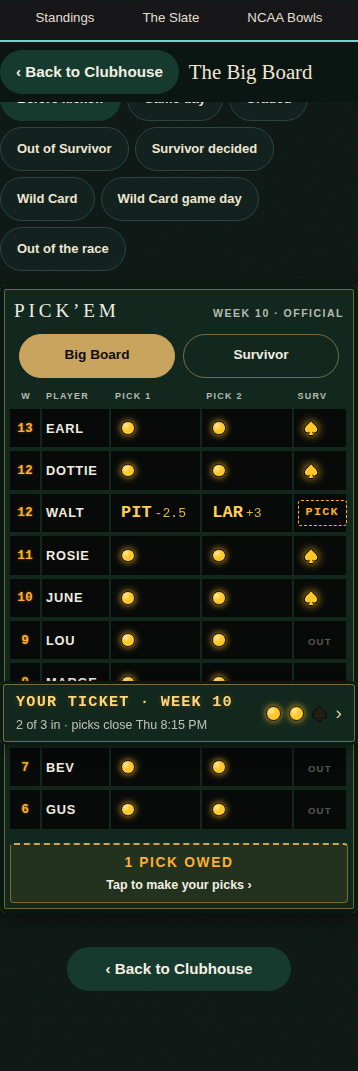 Standings The Slate NCAA Bowls
‹ Back to Clubhouse The Big Board
Out of Survivor Survivor decided
Wild Card Wild Card game day
Out of the race
PICK'EM WEEK 10 · OFFICIAL
Big Board Survivor
W PLAYER PICK 1 PICK 2 SURV
13 EARL
12 DOTTIE
12 WALT PIT -2.5 LAR +3 PICK
11 ROSIE
10 JUNE
9 LOU OUT
YOUR TICKET · WEEK 10
2 of 3 in · picks close Thu 8:15 PM ›
7 BEV OUT
6 GUS OUT
1 PICK OWED
Tap to make your picks ›
‹ Back to Clubhouse